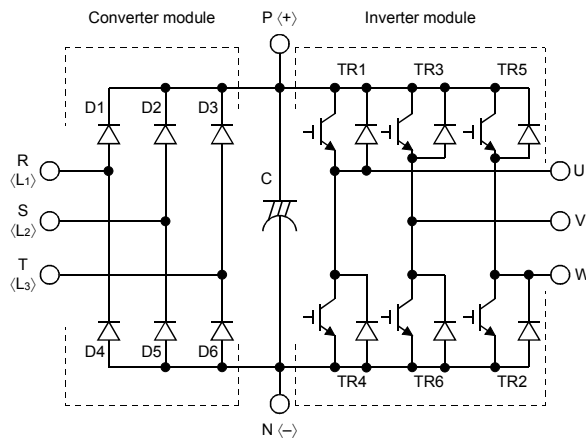 Converter module
P ⟨+⟩
Inverter module
D1
D2
D3
TR1
TR3
TR5
R
⟨L1⟩
C
U
S
⟨L2⟩
V
T
⟨L3⟩
W
D4
D5
D6
TR4
TR6
TR2
N ⟨–⟩